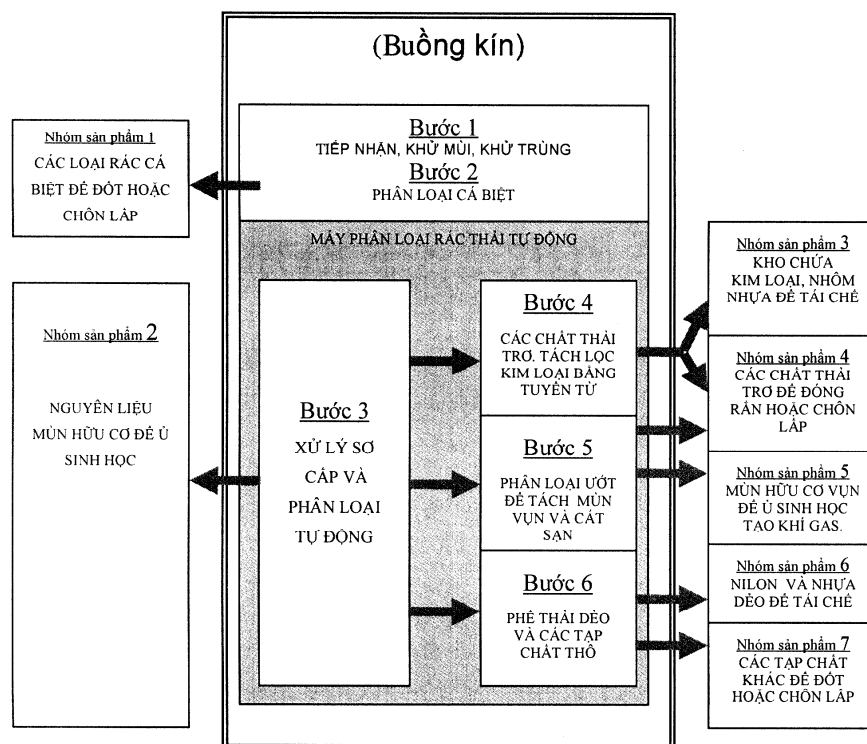 (Buồng kín)
Bước 1
TIẾP NHẬN, KHỬ MÙI, KHỬ TRÙNG
Bước 2
PHÂN LOẠI CÁ BIỆT
Nhóm sản phẩm 1
CÁC LOẠI RÁC CÁ
BIỆT ĐỂ ĐỐT HOẶC
CHÔN LẤP
MÁY PHÂN LOẠI RÁC THẢI TỰ ĐỘNG
Nhóm sản phẩm 2
NGUYÊN LIỆU
MÙN HỮU CƠ ĐỂ Ủ
SINH HỌC
Bước 3
XỬ LÝ SƠ
CẤP VÀ
PHÂN LOẠI
TỰ ĐỘNG
Bước 4
CÁC CHẤT THẢI
TRƠ. TÁCH LỌC
KIM LOẠI BẰNG
TUYỂN TỪ
Bước 5
PHÂN LOẠI ƯỚT
ĐỂ TÁCH MÙN
VỤN VÀ CÁT
SẠN
Bước 6
PHẾ THẢI DẺO
VÀ CÁC TẠP
CHẤT THÔ
Nhóm sản phẩm 3
KHO CHỨA
KIM LOẠI, NHÔM
NHỰA ĐỂ TÁI CHẾ
Nhóm sản phẩm 4
CÁC CHẤT THẢI
TRƠ ĐỂ ĐÓNG
RẮN HOẶC CHÔN
LẤP
Nhóm sản phẩm 5
MÙN HỮU CƠ VỤN
ĐỂ Ủ SINH HỌC
TẠO KHÍ GAS.
Nhóm sản phẩm 6
NILON VÀ NHỰA
DẺO ĐỂ TÁI CHẾ
Nhóm sản phẩm 7
CÁC TẠP CHẤT
KHÁC ĐỂ ĐỐT
HOẶC CHÔN LẤP